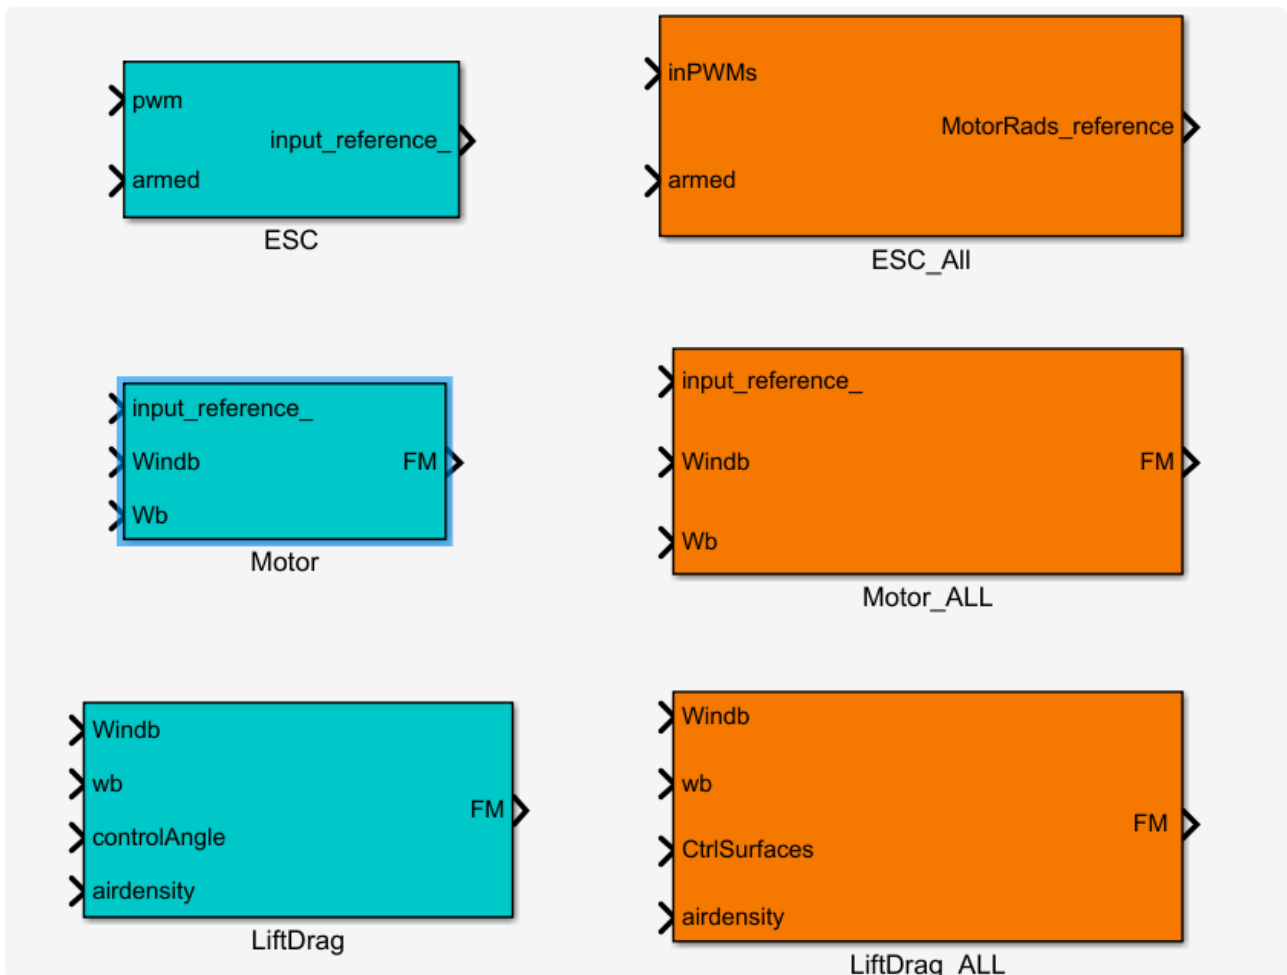 pwm
input_reference_
armed
ESC
inPWMs
MotorRads_reference
armed
ESC_All
input_reference_
Windb
FM
Wb
Motor
input_reference_
Windb
FM
Wb
Motor_ALL
Windb
wb
FM
controlAngle
airdensity
LiftDrag
Windb
wb
FM
CtrlSurfaces
airdensity
LiftDrag_ALL